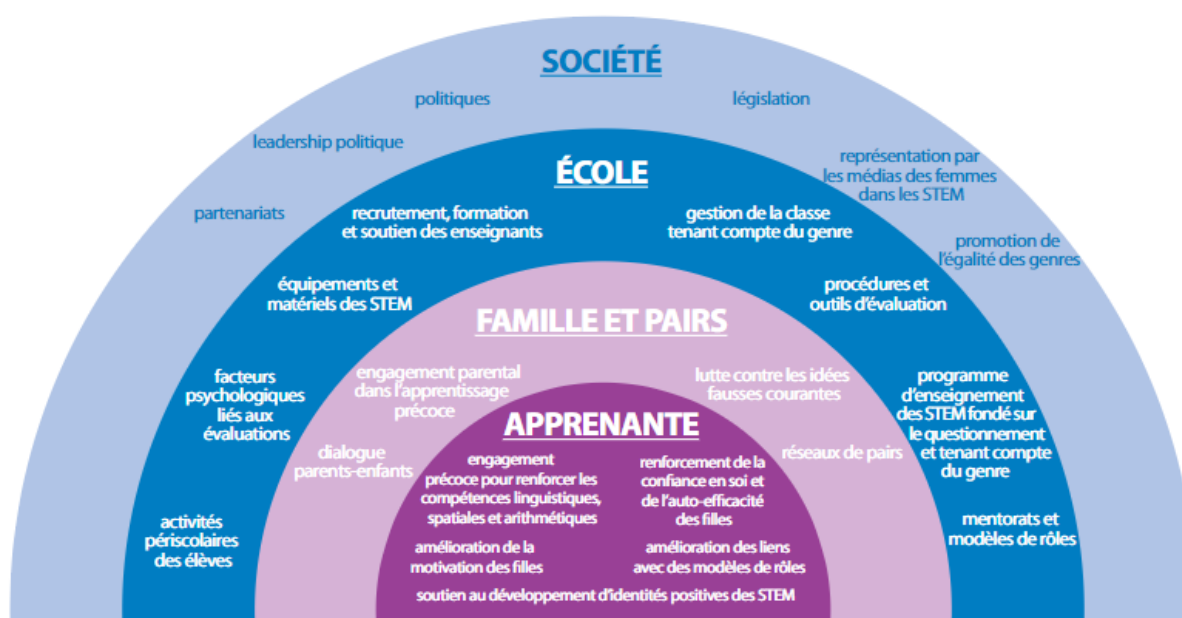 SOCIÉTÉ
politiques
législation
leadership politique
représentation par
les médias des femmes
dans les STEM
partenariats
promotion de
l'égalité des genres
ÉCOLE
recrutement, formation
et soutien des enseignants
gestion de la classe
tenant compte du genre
équipements et
matériels des STEM
procédures et
outils d'évaluation
facteurs
psychologiques
liés aux
évaluations
programme
d'enseignement
des STEM fondé sur
le questionnement
et tenant compte
du genre
activités
périscolaires
des élèves
mentorats et
modèles de rôles
FAMILLE ET PAIRS
engagement parental
dans l'apprentissage
précoce
lutte contre les idées
fausses courantes
dialogue
parents-enfants
réseaux de pairs
APPRENANTE
engagement
précoce pour renforcer les
compétences linguistiques,
spatiales et arithmétiques
renforcement de la
confiance en soi et
de l'auto-efficacité
des filles
amélioration de la
motivation des filles
amélioration des liens
avec des modèles de rôles
soutien au développement d'identités positives des STEM